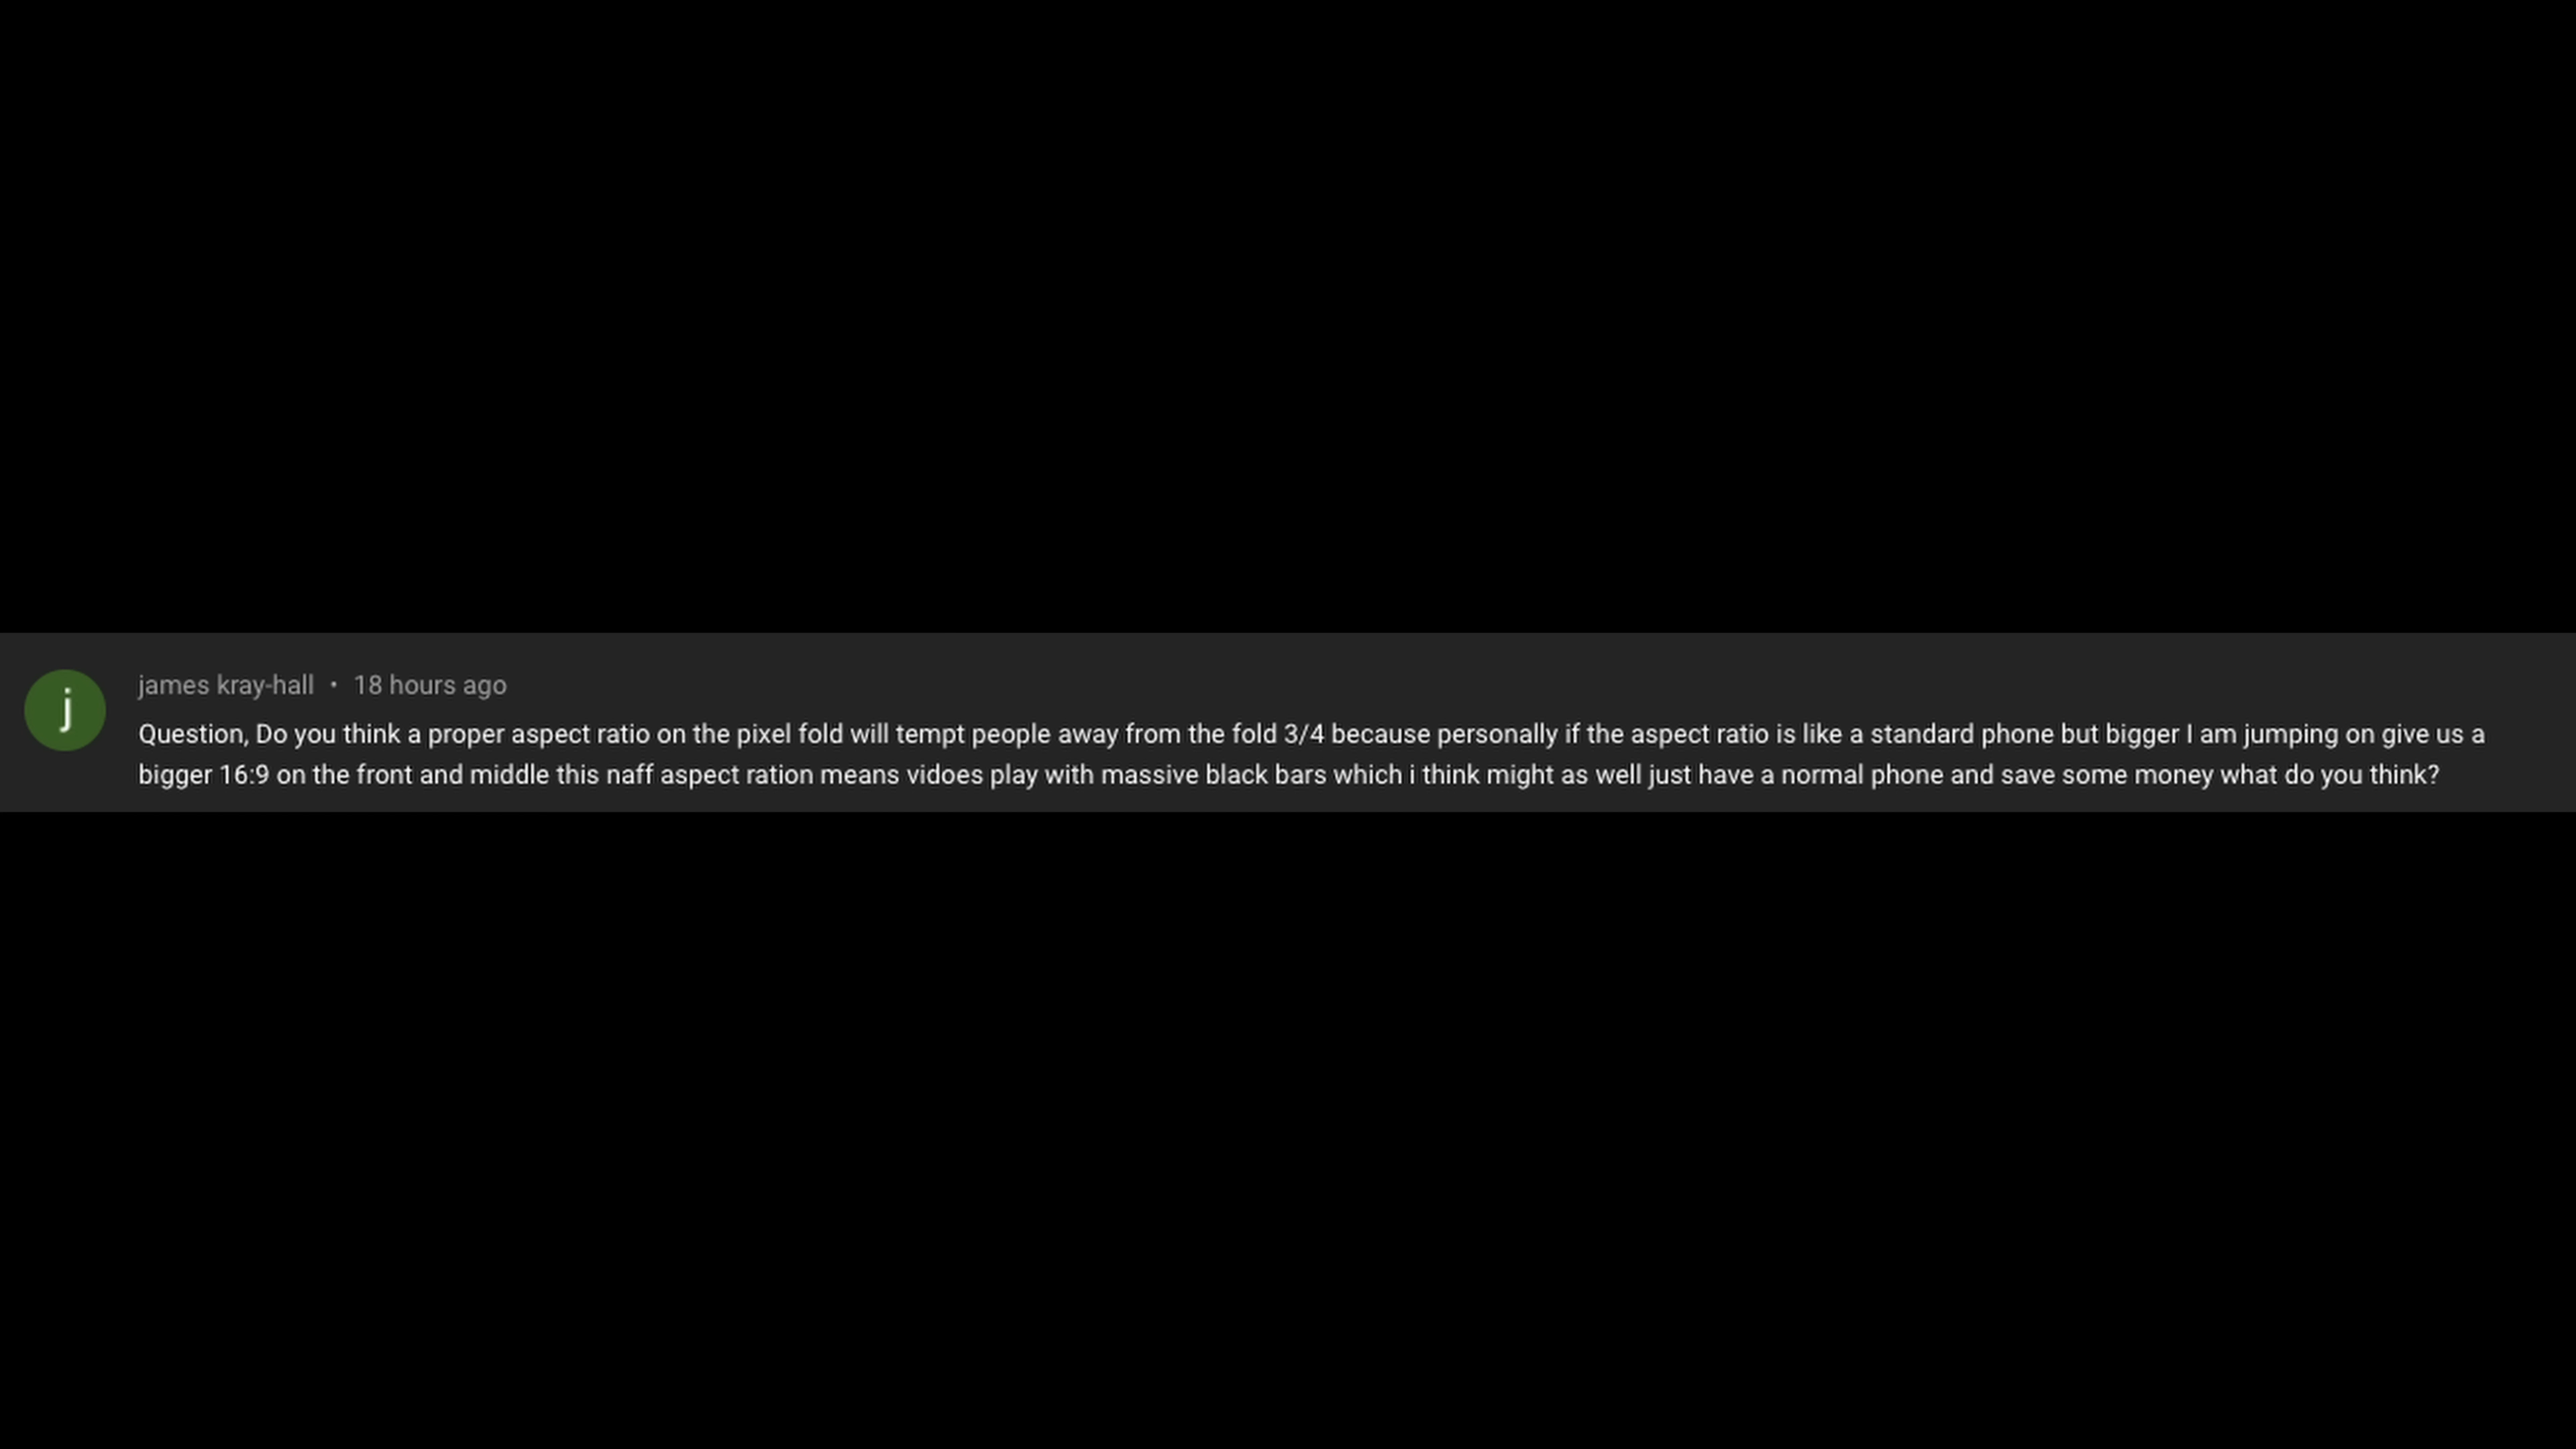 j
james kray-hall • 18 hours ago
Question, Do you think a proper aspect ratio on the pixel fold will tempt people away from the fold 3/4 because personally if the aspect ratio is like a standard phone but bigger I am jumping on give us a
bigger 16:9 on the front and middle this naff aspect ration means vidoes play with massive black bars which i think might as well just have a normal phone and save some money what do you think?